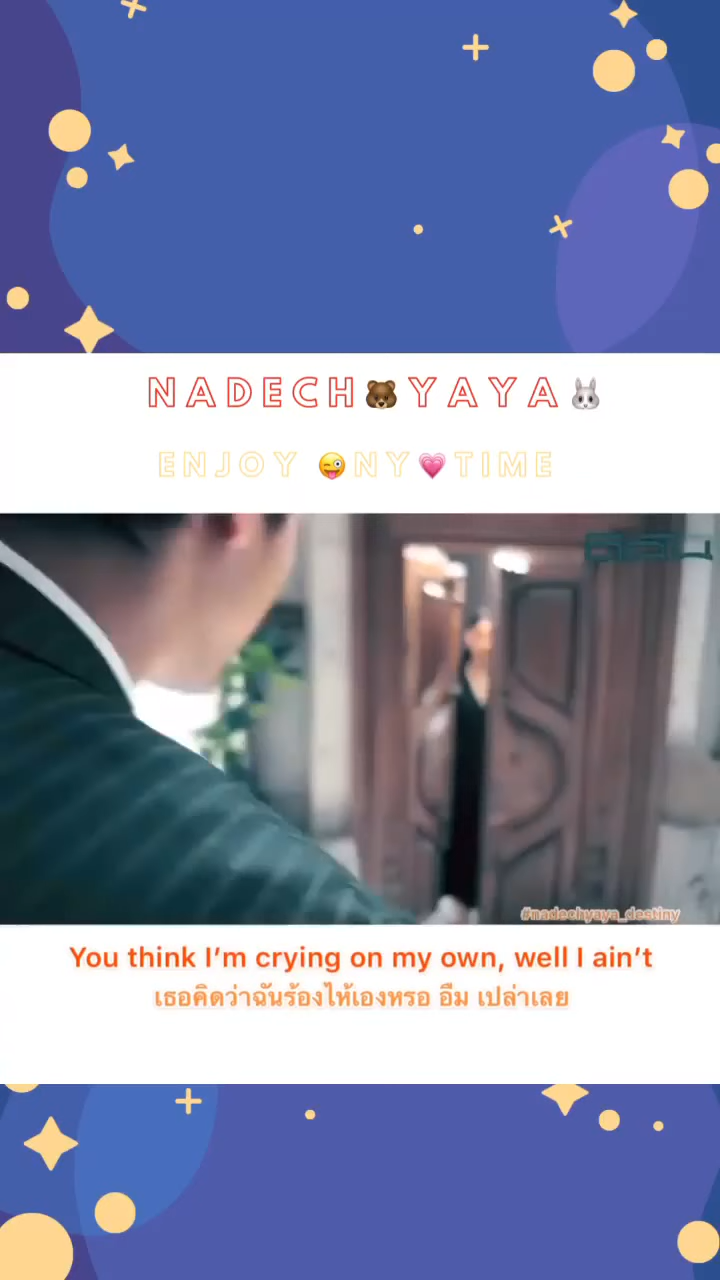 NADECH🐻YAYA🐰
ENJOY 😜NY💗TIME
#nadechyaya_destiny
You think I’m crying on my own, well I ain’t
เธอคิดว่าฉันร้องไห้เองหรอ อืม เปล่าเลย